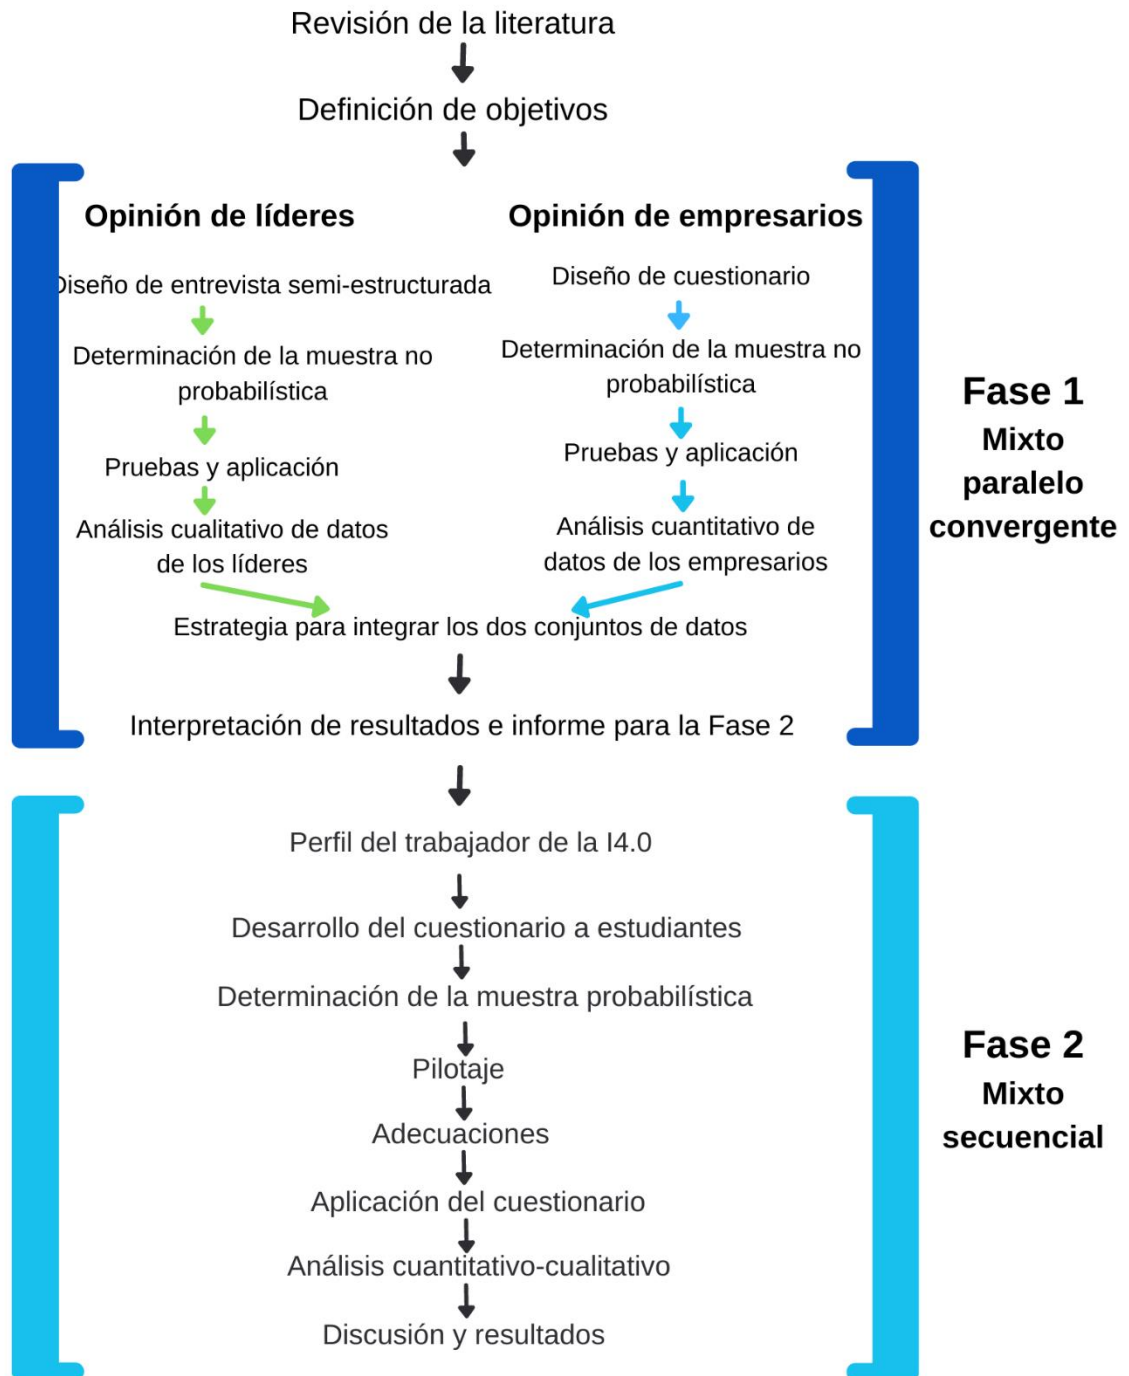 Revisión de la literatura
Definición de objetivos
Opinión de líderes
Diseño de entrevista semi-estructurada
Determinación de la muestra no
probabilística
Pruebas y aplicación
Análisis cualitativo de datos
de los líderes
Opinión de empresarios
Diseño de cuestionario
Determinación de la muestra no
probabilística
Pruebas y aplicación
Análisis cuantitativo de
datos de los empresarios
Estrategia para integrar los dos conjuntos de datos
Interpretación de resultados e informe para la Fase 2
Fase 1
Mixto
paralelo
convergente
Perfil del trabajador de la I4.0
Desarrollo del cuestionario a estudiantes
Determinación de la muestra probabilística
Pilotaje
Adecuaciones
Aplicación del cuestionario
Análisis cuantitativo-cualitativo
Discusión y resultados
Fase 2
Mixto
secuencial